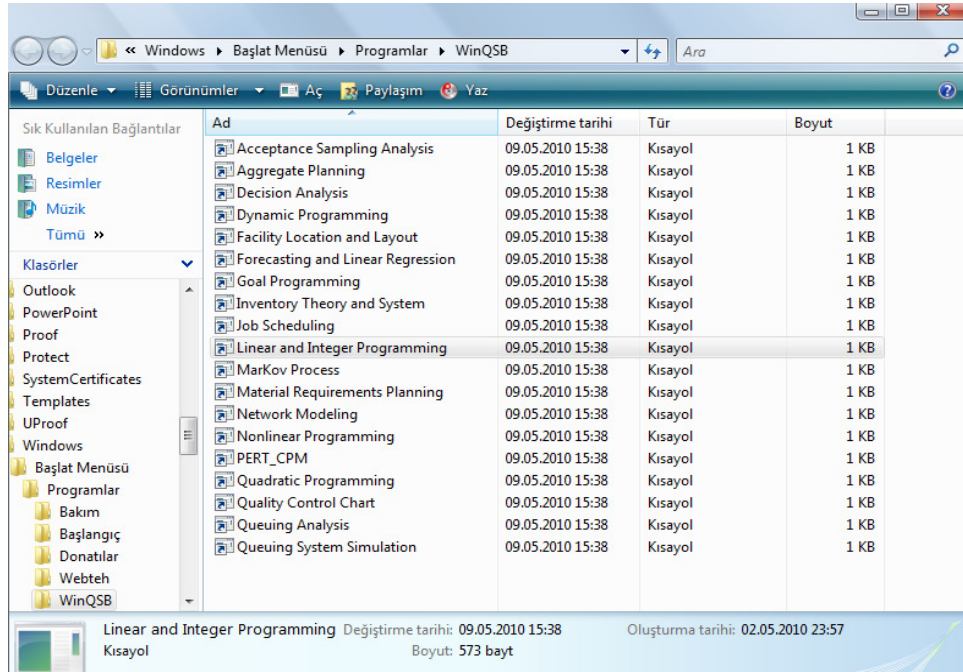 « Windows ▸ Başlat Menüsü ▸ Programlar ▸ WinQSB
Ara
Düzenle Görünümler Aç Paylaşım Yaz
Sık Kullanılan Bağlantılar
Belgeler
Resimler
Müzik
Tümü »
Klasörler
Outlook
PowerPoint
Proof
Protect
SystemCertificates
Templates
UProof
Windows
Başlat Menüsü
Programlar
Bakım
Başlangıç
Donatılar
Webteh
WinQSB
Ad Değiştirme tarihi Tür Boyut
Acceptance Sampling Analysis 09.05.2010 15:38 Kısayol 1 KB
Aggregate Planning 09.05.2010 15:38 Kısayol 1 KB
Decision Analysis 09.05.2010 15:38 Kısayol 1 KB
Dynamic Programming 09.05.2010 15:38 Kısayol 1 KB
Facility Location and Layout 09.05.2010 15:38 Kısayol 1 KB
Forecasting and Linear Regression 09.05.2010 15:38 Kısayol 1 KB
Goal Programming 09.05.2010 15:38 Kısayol 1 KB
Inventory Theory and System 09.05.2010 15:38 Kısayol 1 KB
Job Scheduling 09.05.2010 15:38 Kısayol 1 KB
Linear and Integer Programming 09.05.2010 15:38 Kısayol 1 KB
MarKov Process 09.05.2010 15:38 Kısayol 1 KB
Material Requirements Planning 09.05.2010 15:38 Kısayol 1 KB
Network Modeling 09.05.2010 15:38 Kısayol 1 KB
Nonlinear Programming 09.05.2010 15:38 Kısayol 1 KB
PERT_CPM 09.05.2010 15:38 Kısayol 1 KB
Quadratic Programming 09.05.2010 15:38 Kısayol 1 KB
Quality Control Chart 09.05.2010 15:38 Kısayol 1 KB
Queuing Analysis 09.05.2010 15:38 Kısayol 1 KB
Queuing System Simulation 09.05.2010 15:38 Kısayol 1 KB
Linear and Integer Programming Değiştirme tarihi: 09.05.2010 15:38 Oluşturma tarihi: 02.05.2010 23:57
Kısayol Boyut: 573 bayt